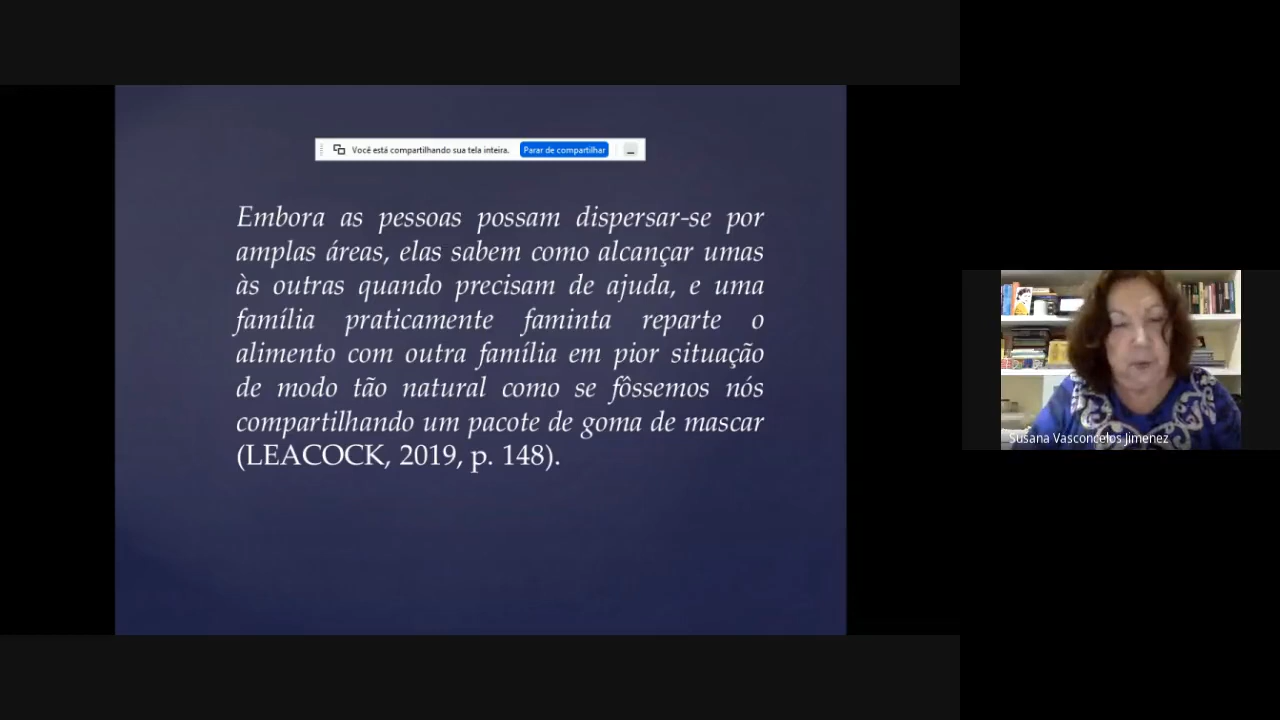 Você está compartilhando sua tela inteira. Parar de compartilhar
Embora as pessoas possam dispersar-se por
amplas áreas, elas sabem como alcançar umas
às outras quando precisam de ajuda, e uma
família praticamente faminta reparte o
alimento com outra família em pior situação
de modo tão natural como se fôssemos nós
compartilhando um pacote de goma de mascar
(LEACOCK, 2019, p. 148).
Susana Vasconcelos Jimenez